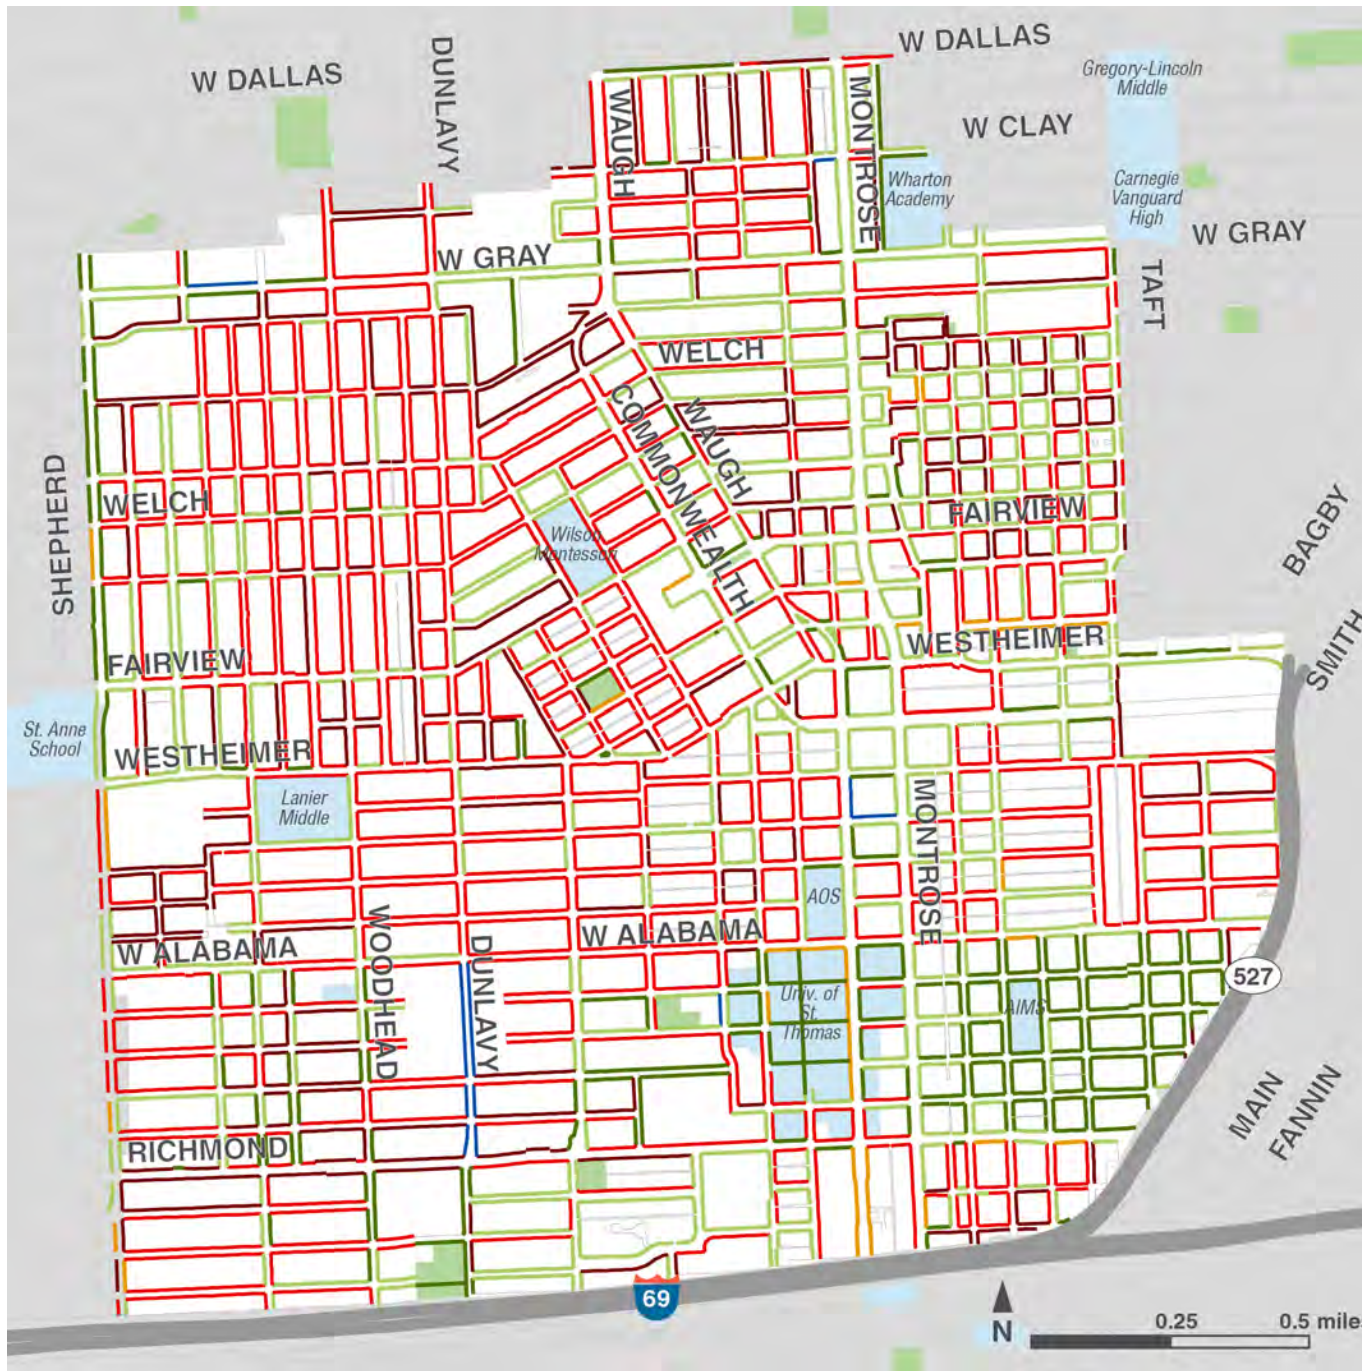 W DALLAS
DUNLAVY
W DALLAS
Gregory-Lincoln
Middle
WAUGH
MONTROSE
W CLAY
Wharton
Academy
Carnegie
Vanguard
High
W GRAY
W GRAY
TAFT
WELCH
COMMONWEALTH
WAUGH
SHEPHERD
WELCH
FAIRVIEW
BAGBY
Wilson
Montessori
SMITH
FAIRVIEW
WESTHEIMER
St. Anne
School
WESTHEIMER
Lanier
Middle
MONTROSE
AOS
WOODHEAD
DUNLAVY
W ALABAMA
W ALABAMA
527
Univ. of
St.
Thomas
AIMS
MAIN
FANNIN
RICHMOND
69
N
0.25
0.5 mile